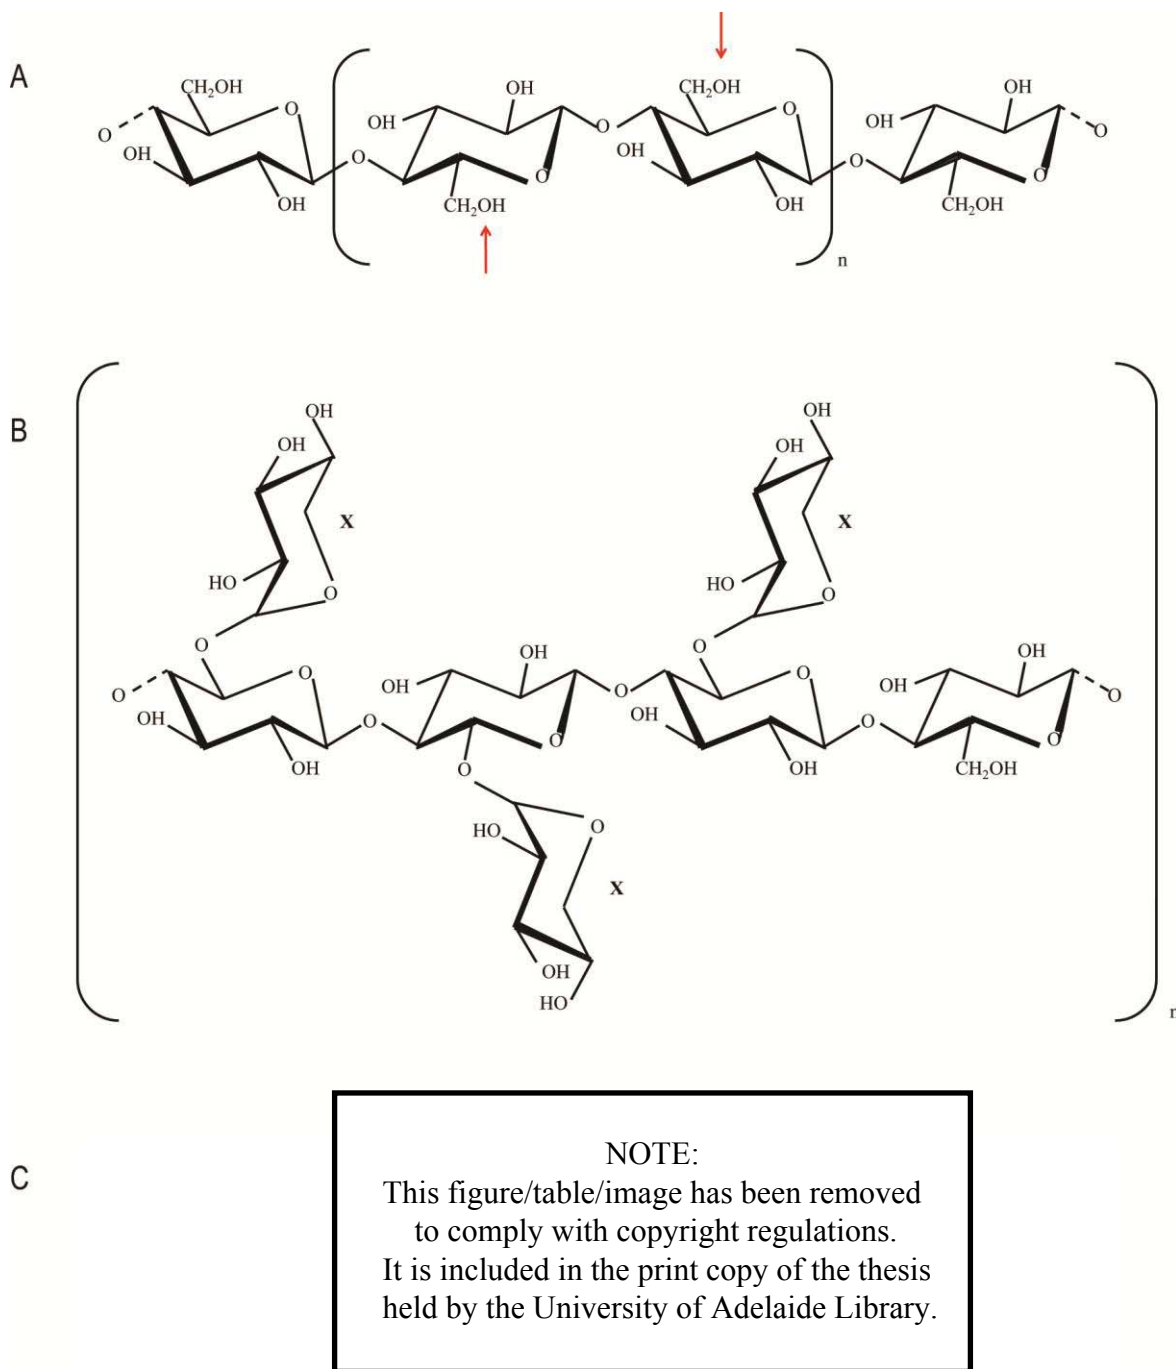 A
CH₂OH OH CH₂OH OH
O O
O OH O OH O
OH O OH O
O O
OH CH₂OH OH CH₂OH
n
OH OH
B
OH OH
X X
HO HO
O O
O O
OH OH
O O
O OH O OH O
OH O OH O
O O
OH O OH CH₂OH
HO O
X
OH
HO
n
C
NOTE:
This figure/table/image has been removed
to comply with copyright regulations.
It is included in the print copy of the thesis
held by the University of Adelaide Library.